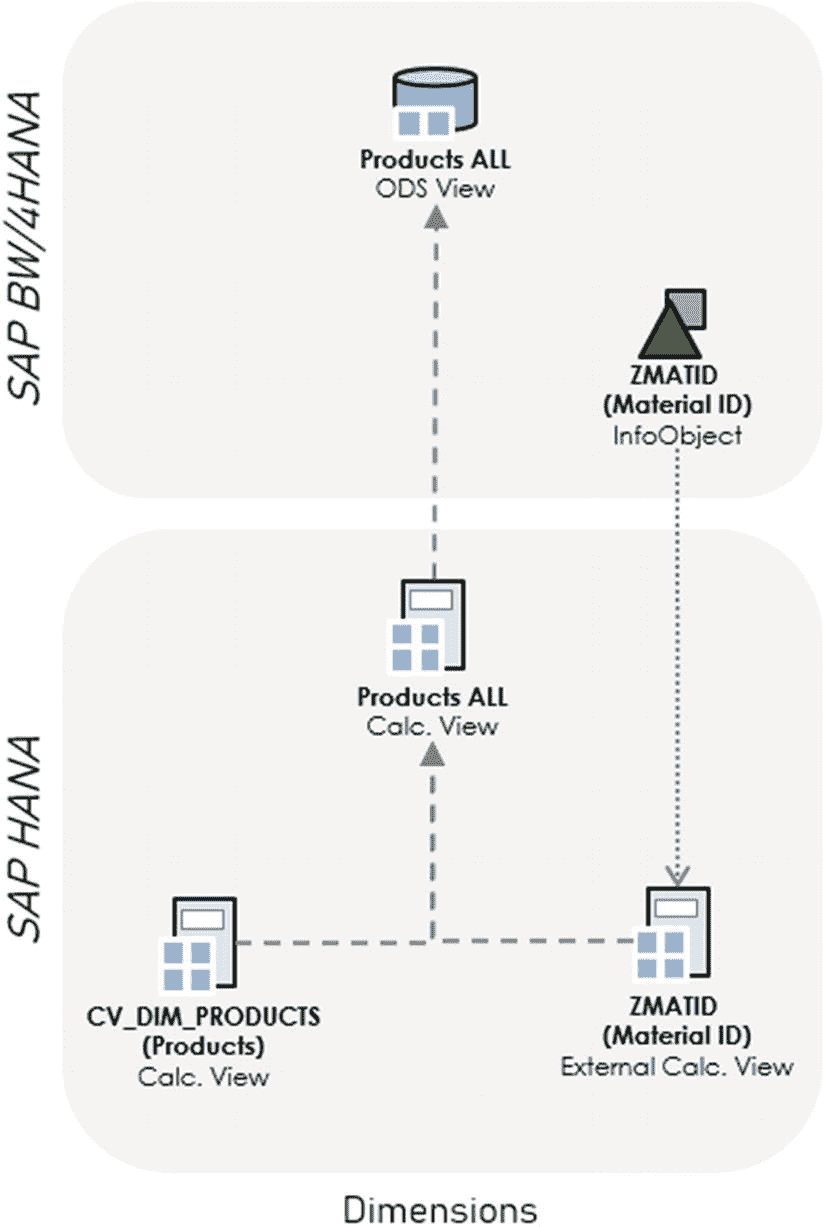 SAP BW/4HANA
Products ALL
ODS View
ZMATID
(Material ID)
InfoObject
SAP HANA
Products ALL
Calc. View
CV_DIM_PRODUCTS
(Products)
Calc. View
ZMATID
(Material ID)
External Calc. View
Dimensions